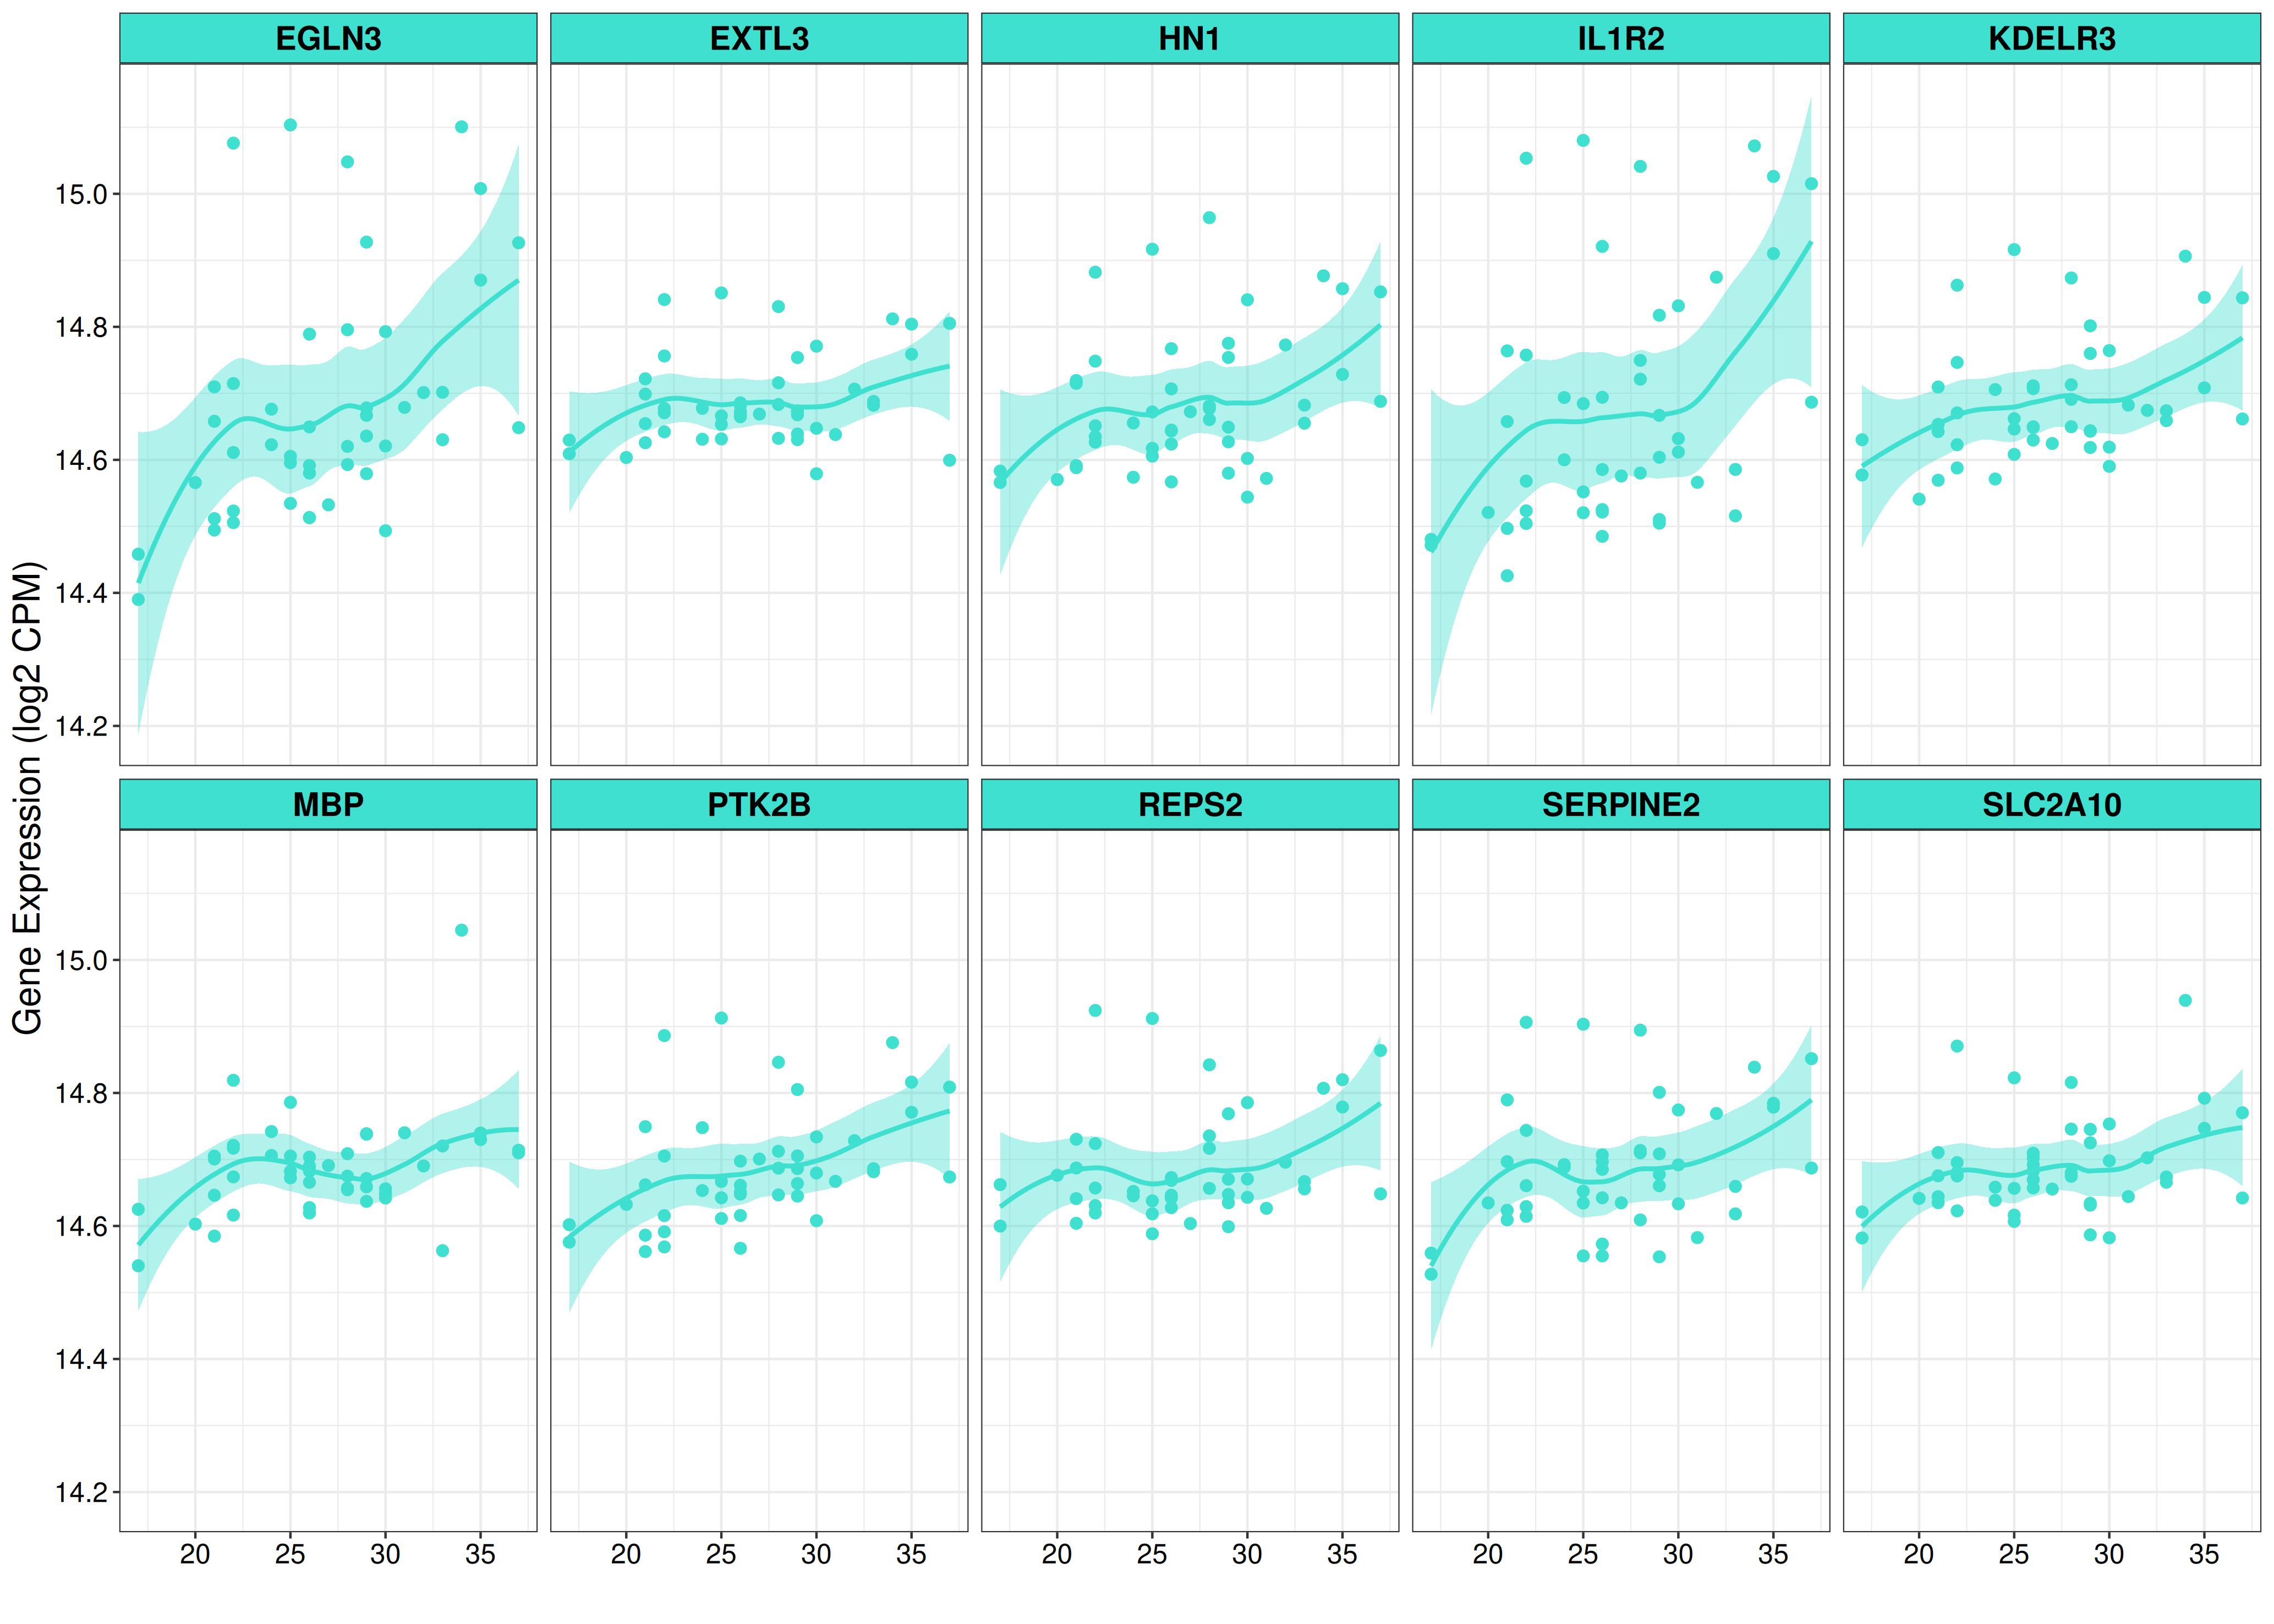 EGLN3 EXTL3 HN1 IL1R2 KDELR3
15.0
14.8
14.6
14.4
14.2
Gene Expression (log2 CPM)
MBP PTK2B REPS2 SERPINE2 SLC2A10
15.0
14.8
14.6
14.4
14.2
20 25 30 35 20 25 30 35 20 25 30 35 20 25 30 35 20 25 30 35